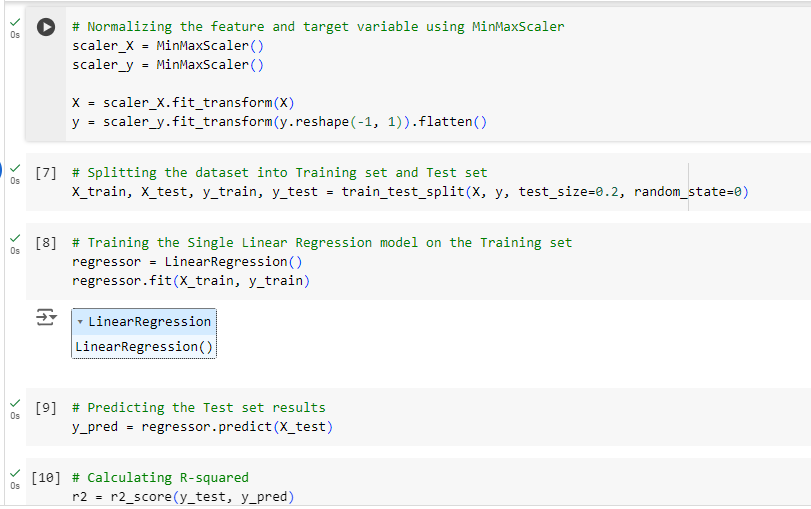 # Normalizing the feature and target variable using MinMaxScaler
0s
scaler_X = MinMaxScaler()
scaler_y = MinMaxScaler()
X = scaler_X.fit_transform(X)
y = scaler_y.fit_transform(y.reshape(-1, 1)).flatten()
[7] # Splitting the dataset into Training set and Test set
0s
X_train, X_test, y_train, y_test = train_test_split(X, y, test_size=0.2, random_state=0)
[8] # Training the Single Linear Regression model on the Training set
0s
regressor = LinearRegression()
regressor.fit(X_train, y_train)
LinearRegression
LinearRegression()
[9] # Predicting the Test set results
0s
y_pred = regressor.predict(X_test)
[10] # Calculating R-squared
0s
r2 = r2_score(y_test, y_pred)